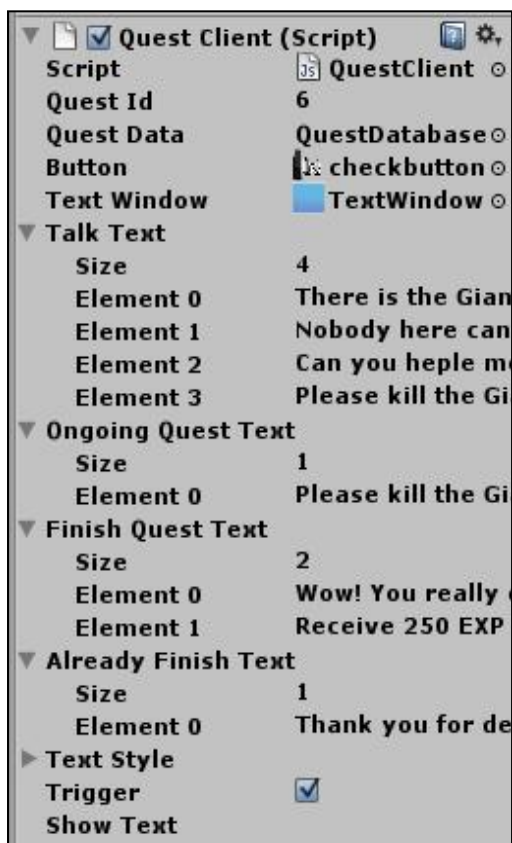 Quest Client (Script)
Script Js QuestClient
Quest Id 6
Quest Data QuestDatabase
Button checkbutton
Text Window TextWindow
Talk Text
Size 4
Element 0 There is the Gian
Element 1 Nobody here can
Element 2 Can you heple me
Element 3 Please kill the Gi
Ongoing Quest Text
Size 1
Element 0 Please kill the Gi
Finish Quest Text
Size 2
Element 0 Wow! You really
Element 1 Receive 250 EXP
Already Finish Text
Size 1
Element 0 Thank you for de
Text Style
Trigger
Show Text